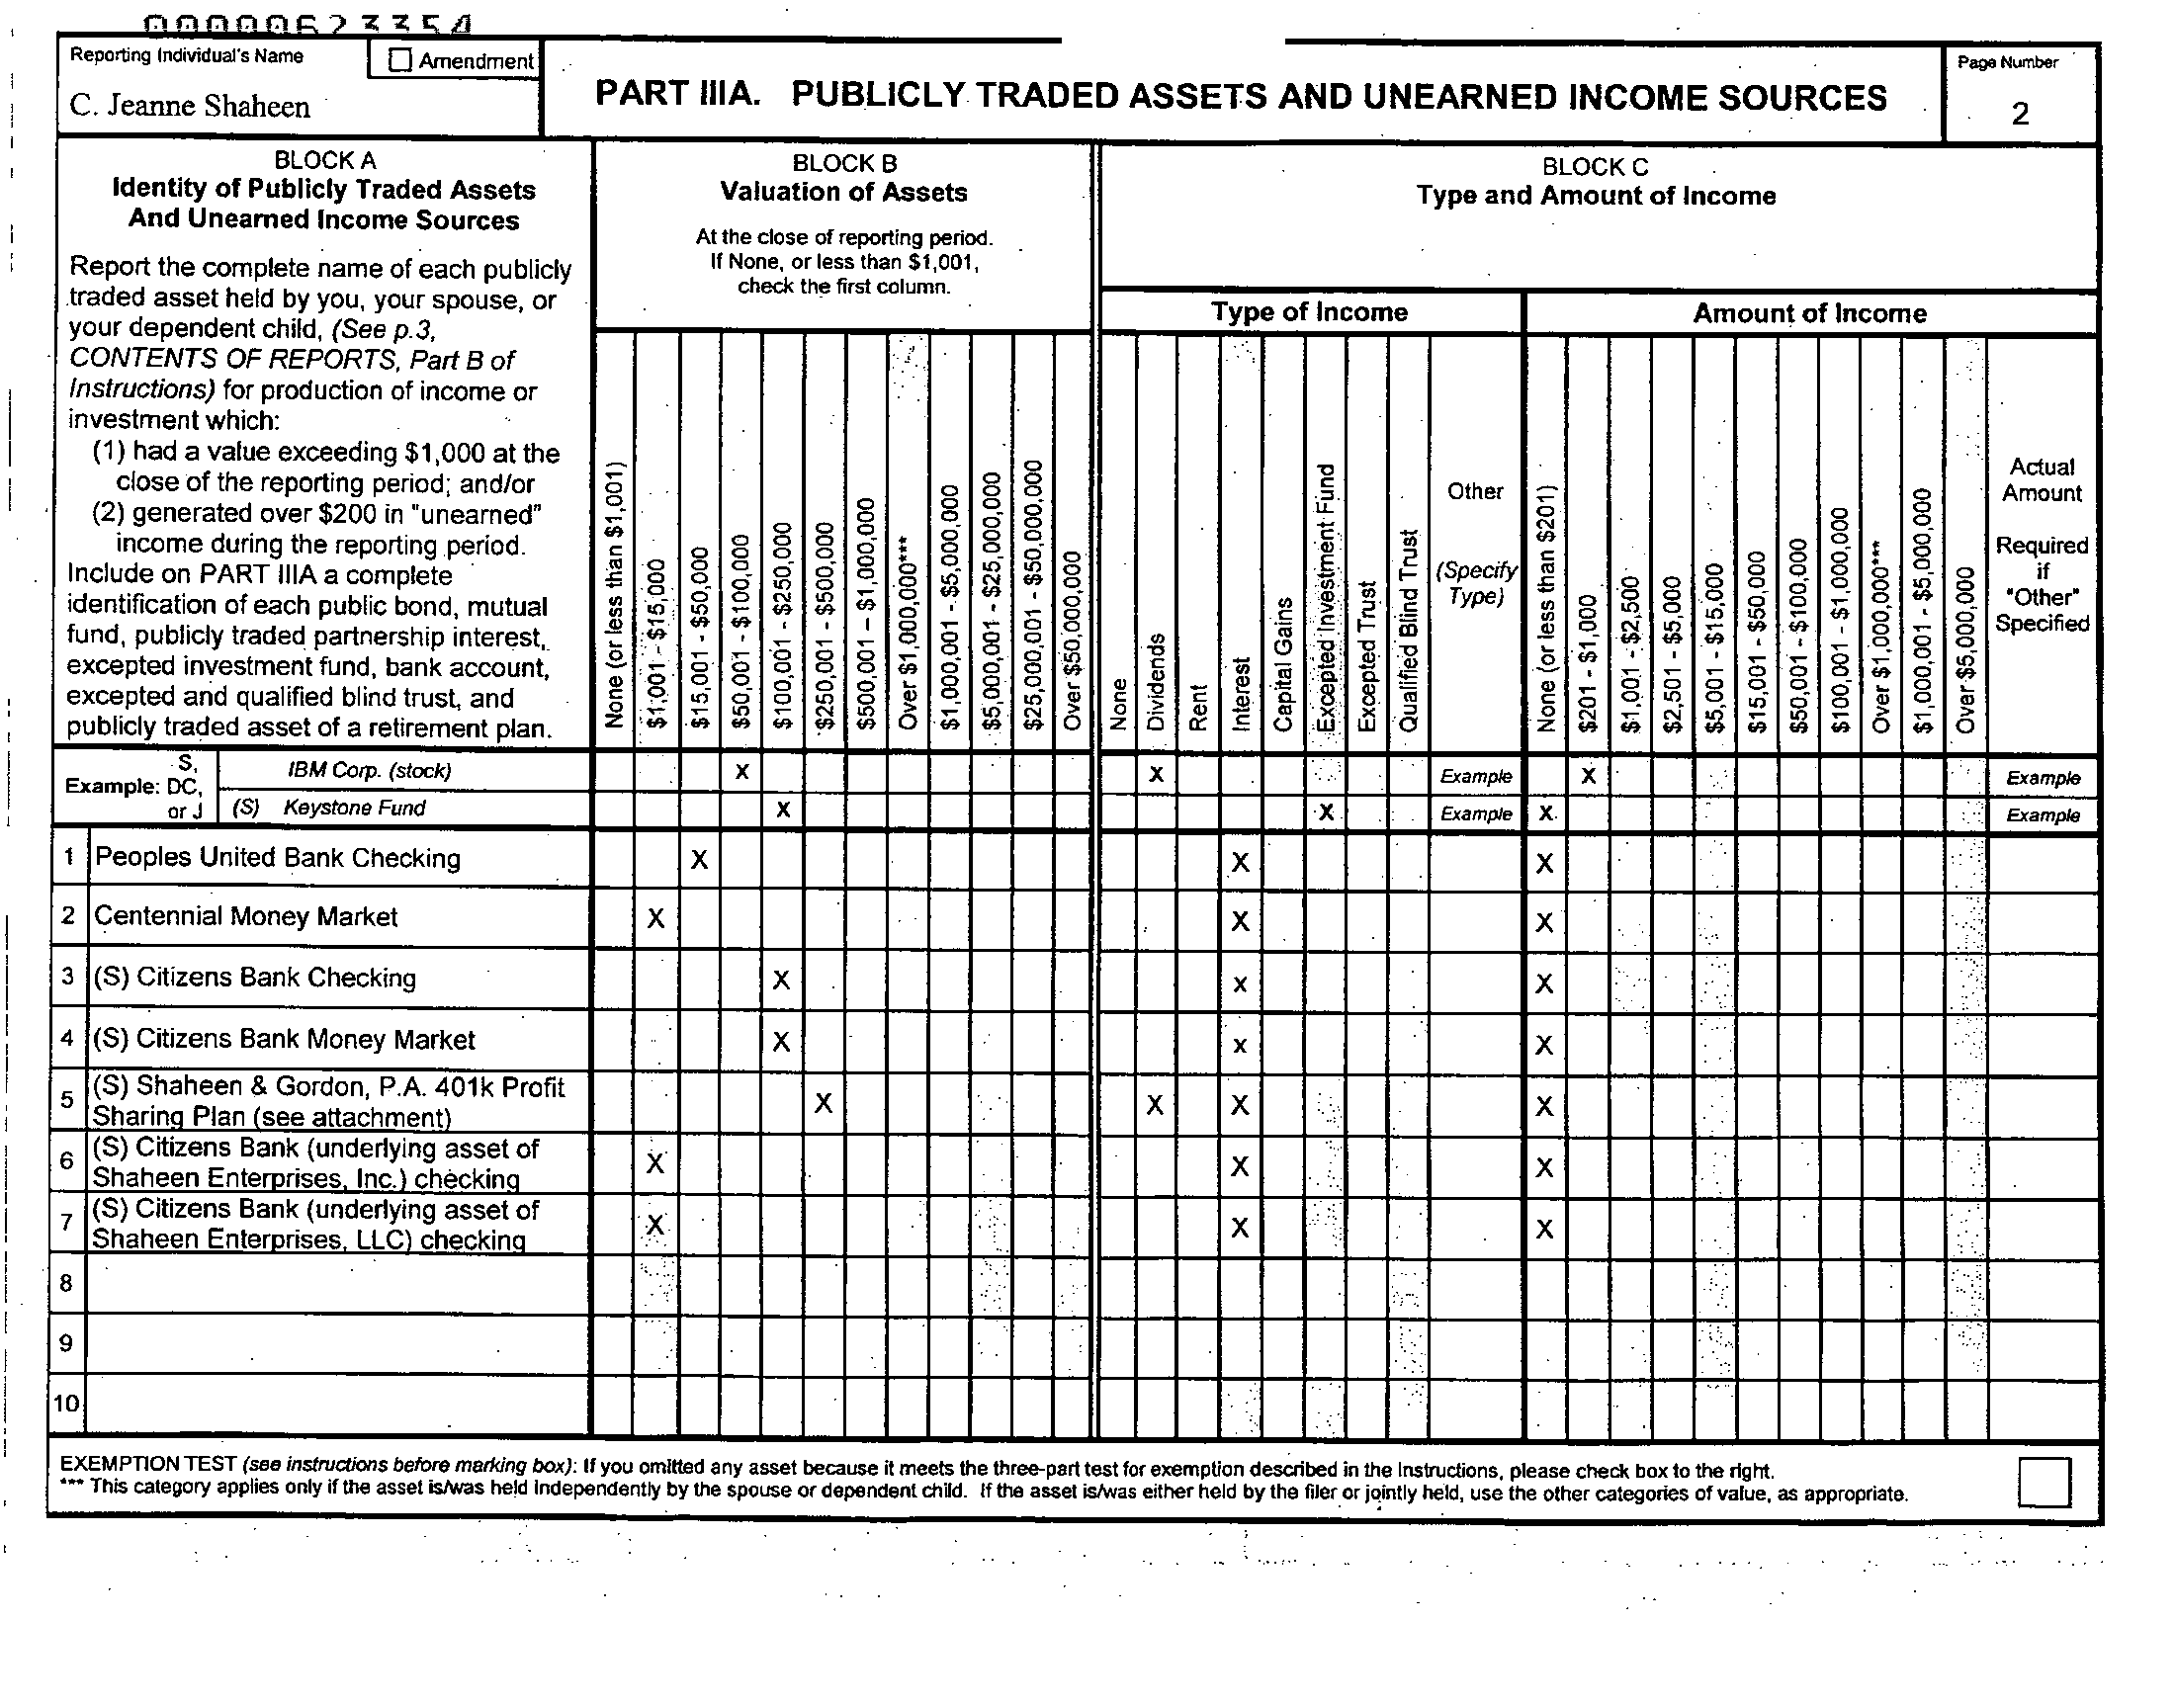 00000623354
Reporting Individual's Name
Amendment
C. Jeanne Shaheen
PART IIIA. PUBLICLY TRADED ASSETS AND UNEARNED INCOME SOURCES
Page Number
2
BLOCK A
Identity of Publicly Traded Assets
And Unearned Income Sources
Report the complete name of each publicly
traded asset held by you, your spouse, or
your dependent child, (See p.3,
CONTENTS OF REPORTS, Part B of
Instructions) for production of income or
investment which:
(1) had a value exceeding $1,000 at the
close of the reporting period; and/or
(2) generated over $200 in "unearned"
income during the reporting period.
Include on PART IIIA a complete
identification of each public bond, mutual
fund, publicly traded partnership interest,
excepted investment fund, bank account,
excepted and qualified blind trust, and
publicly traded asset of a retirement plan.
BLOCK B
Valuation of Assets
At the close of reporting period.
If None, or less than $1,001,
check the first column.
None (or less than $1,001)
$1,001 - $15,000
$15,001 - $50,000
$50,001 - $100,000
$100,001 - $250,000
$250,001 - $500,000
$500,001 – $1,000,000
Over $1,000,000***
$1,000,001 - $5,000,000
$5,000,001 - $25,000,000
$25,000,001 - $50,000,000
Over $50,000,000
BLOCK C
Type and Amount of Income
Type of Income
None
Dividends
Rent
Interest
Capital Gains
Excepted Investment Fund
Excepted Trust
Qualified Blind Trust
Other
(Specify
Type)
Amount of Income
None (or less than $201)
$201 - $1,000
$1,001 - $2,500
$2,501 - $5,000
$5,001 - $15,000
$15,001 - $50,000
$50,001 - $100,000
$100,001 - $1,000,000
Over $1,000,000***
$1,000,001 - $5,000,000
Over $5,000,000
Actual
Amount
Required
if
"Other"
Specified
Example:
S,
DC,
or J
IBM Corp. (stock) X X Example X Example
(S) Keystone Fund X X Example X Example
1 Peoples United Bank Checking X X X
2 Centennial Money Market X X X
3 (S) Citizens Bank Checking X X X
4 (S) Citizens Bank Money Market X X X
5 (S) Shaheen & Gordon, P.A. 401k Profit
Sharing Plan (see attachment) X X X X
6 (S) Citizens Bank (underlying asset of
Shaheen Enterprises, Inc.) checking X X X
7 (S) Citizens Bank (underlying asset of
Shaheen Enterprises, LLC) checking X X X
8
9
10
EXEMPTION TEST (see instructions before marking box): If you omitted any asset because it meets the three-part test for exemption described in the Instructions, please check box to the right.
*** This category applies only if the asset is/was held independently by the spouse or dependent child. If the asset is/was either held by the filer or jointly held, use the other categories of value, as appropriate.